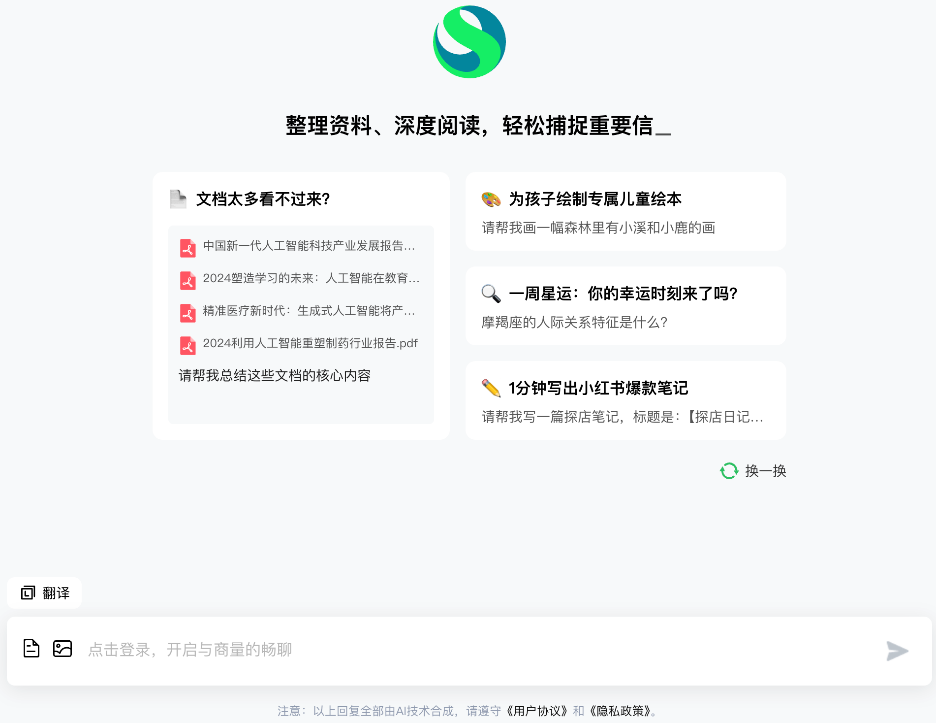 整理资料、深度阅读，轻松捕捉重要信_
文档太多看不过来?
中国新一代人工智能科技产业发展报告...
2024塑造学习的未来：人工智能在教育...
精准医疗新时代：生成式人工智能将产...
2024利用人工智能重塑制药行业报告.pdf
请帮我总结这些文档的核心内容
为孩子绘制专属儿童绘本
请帮我画一幅森林里有小溪和小鹿的画
一周星运：你的幸运时刻来了吗?
摩羯座的人际关系特征是什么?
1分钟写出小红书爆款笔记
请帮我写一篇探店笔记，标题是：【探店日记...
换一换
翻译
点击登录，开启与商量的畅聊
注意：以上回复全部由AI技术合成，请遵守《用户协议》和《隐私政策》。